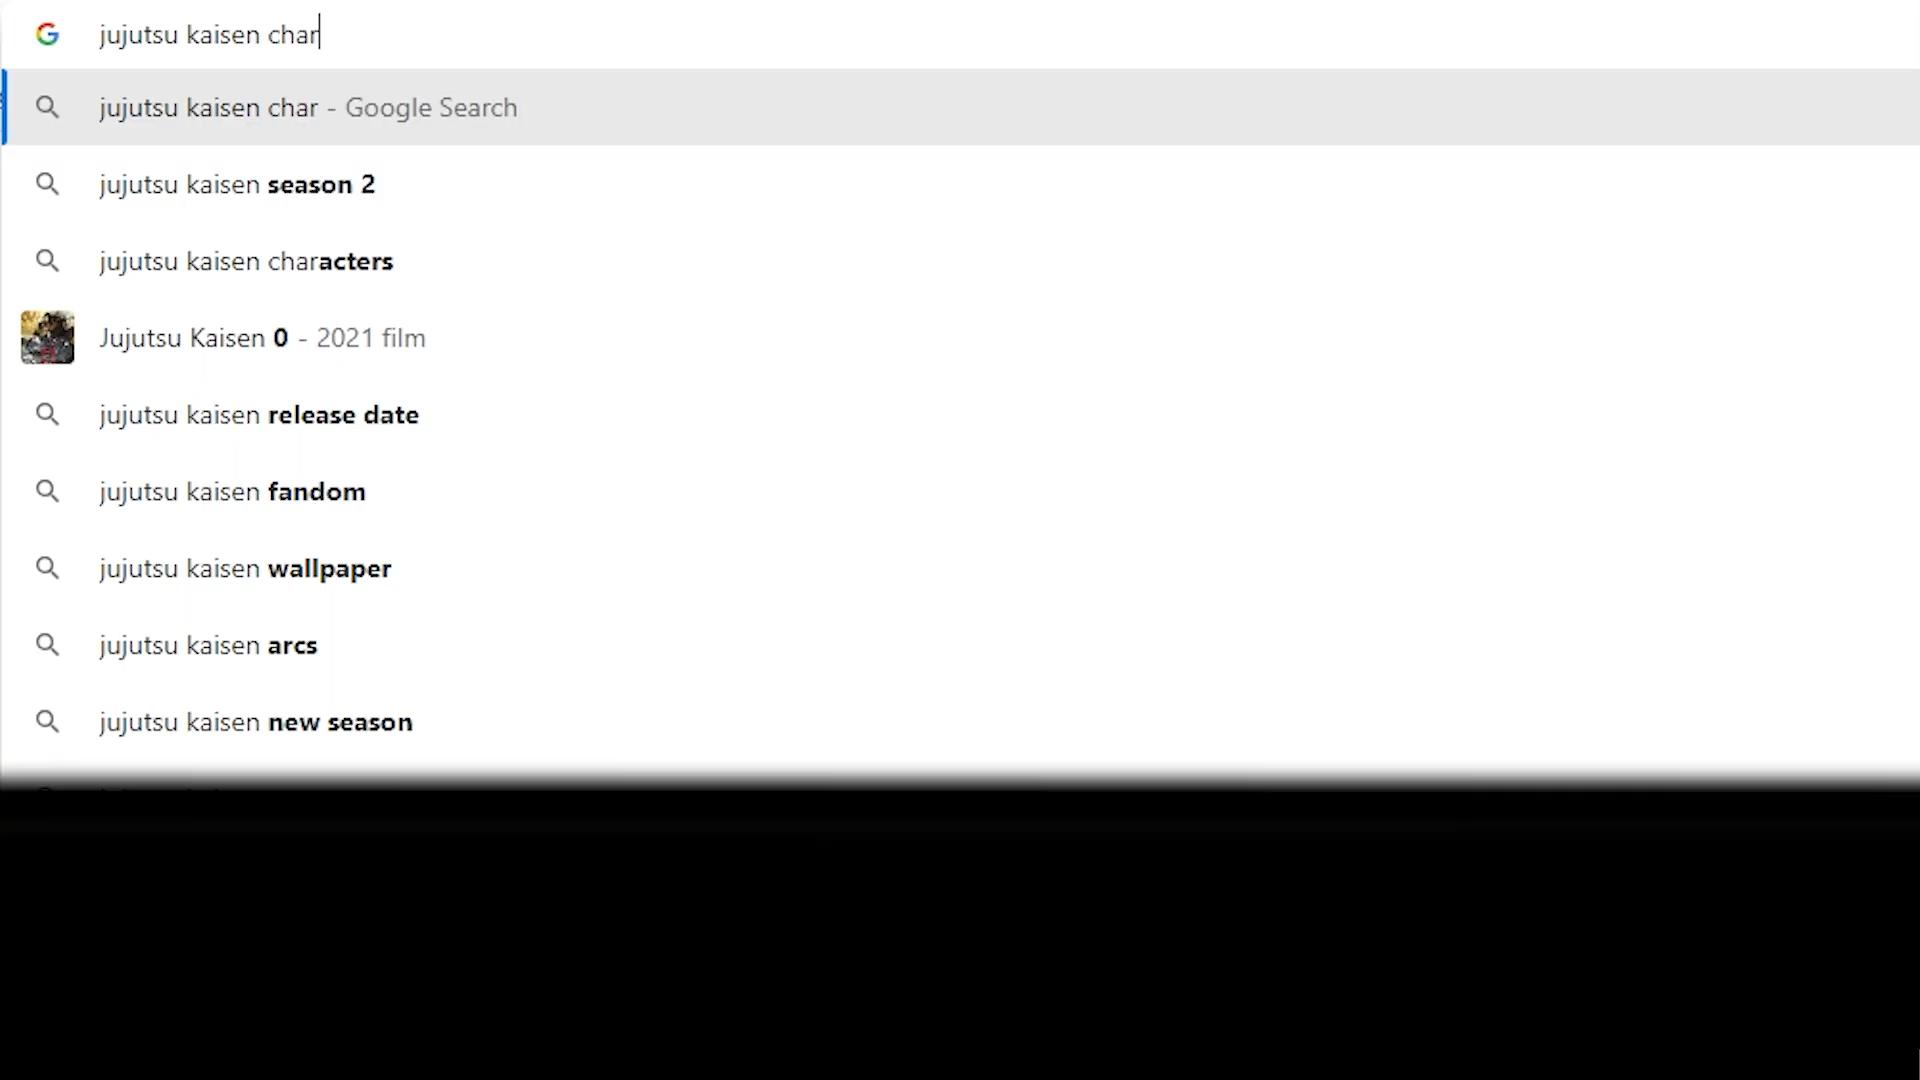 jujutsu kaisen char
jujutsu kaisen char - Google Search
jujutsu kaisen season 2
jujutsu kaisen characters
Jujutsu Kaisen 0 - 2021 film
jujutsu kaisen release date
jujutsu kaisen fandom
jujutsu kaisen wallpaper
jujutsu kaisen arcs
jujutsu kaisen new season